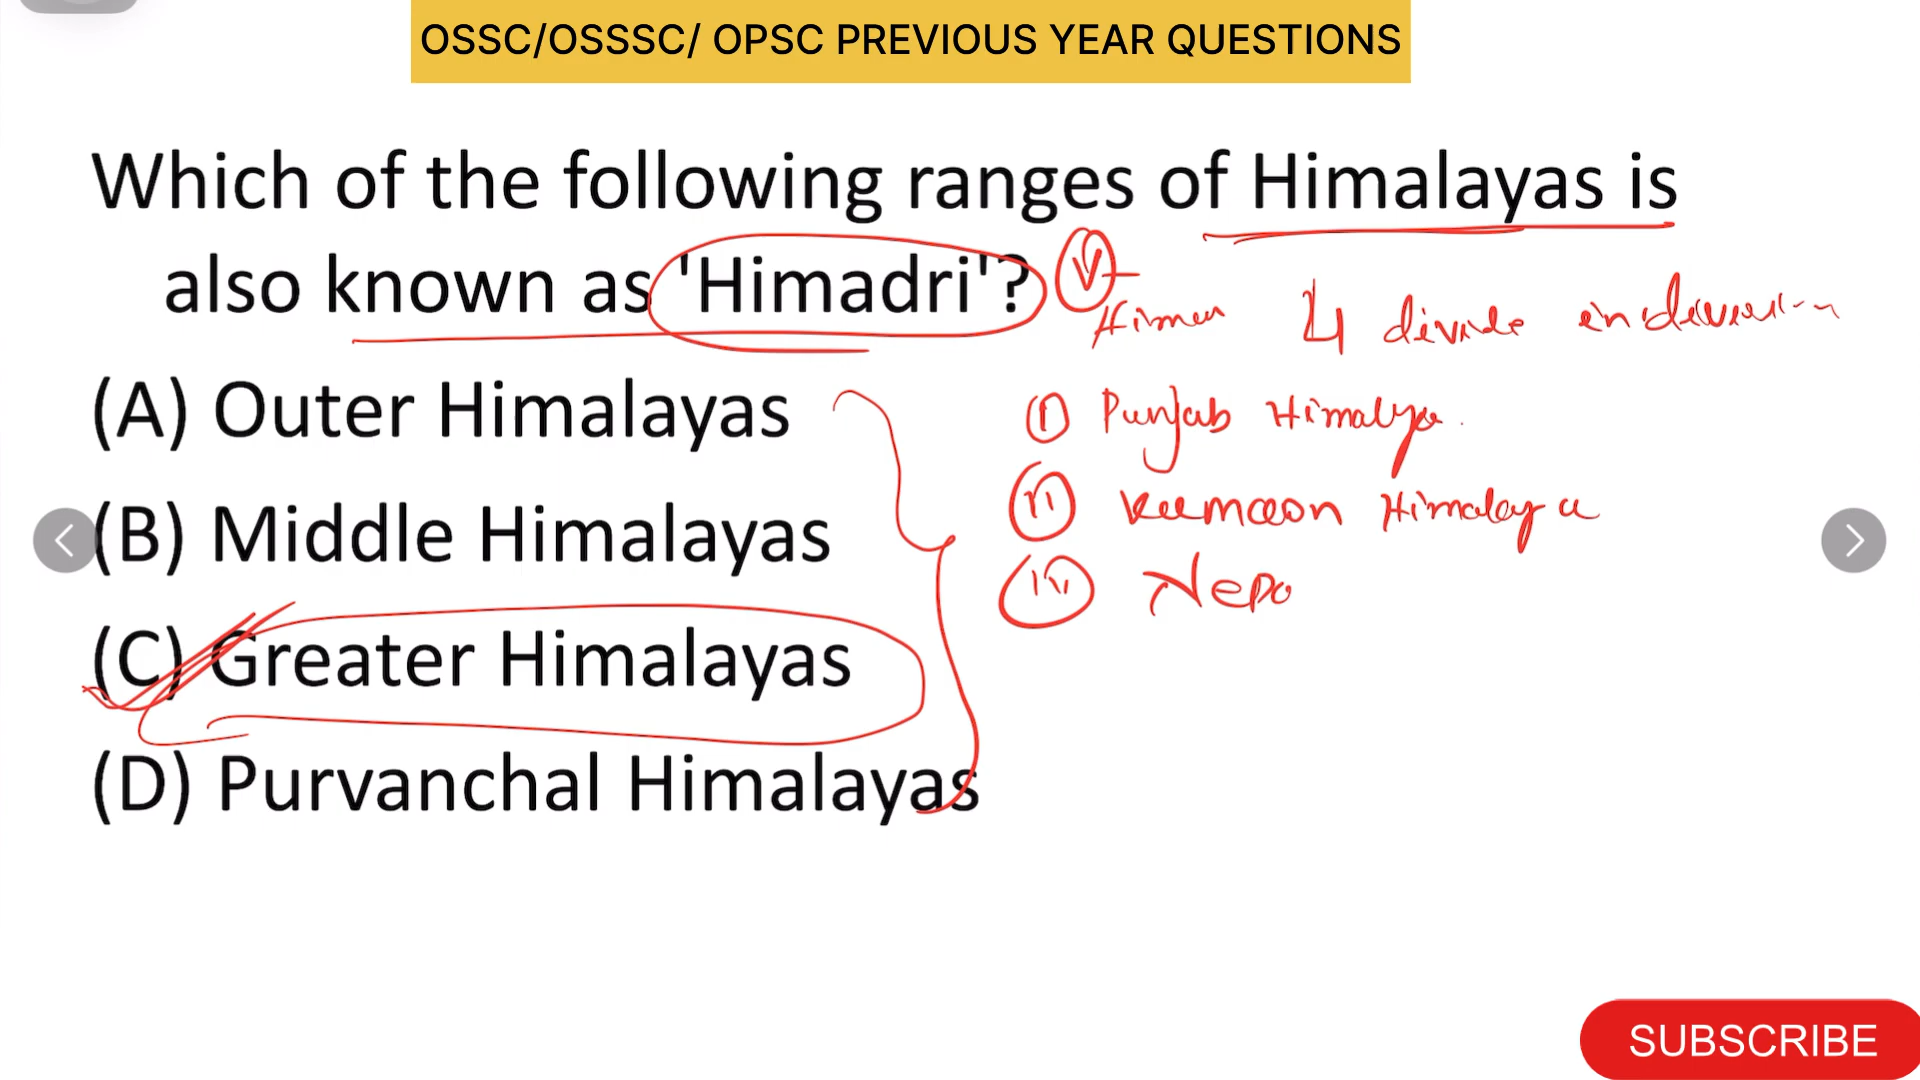 OSSC/OSSSC/ OPSC PREVIOUS YEAR QUESTIONS
Which of the following ranges of Himalayas is
also known as 'Himadri'?
4 divide
(A) Outer Himalayas
(I) Punjab Himalya.
(B) Middle Himalayas
(II) Kumaon Himalaya
(III) Nepa
(C) Greater Himalayas
(D) Purvanchal Himalayas
SUBSCRIBE